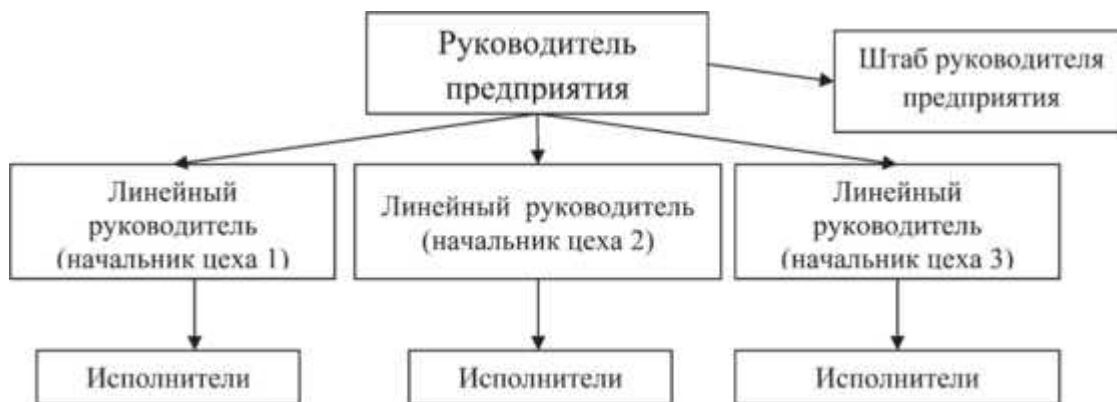 Руководитель
предприятия
Штаб руководителя
предприятия
Линейный
руководитель
(начальник цеха 1)
Линейный руководитель
(начальник цеха 2)
Линейный
руководитель
(начальник цеха 3)
Исполнители
Исполнители
Исполнители